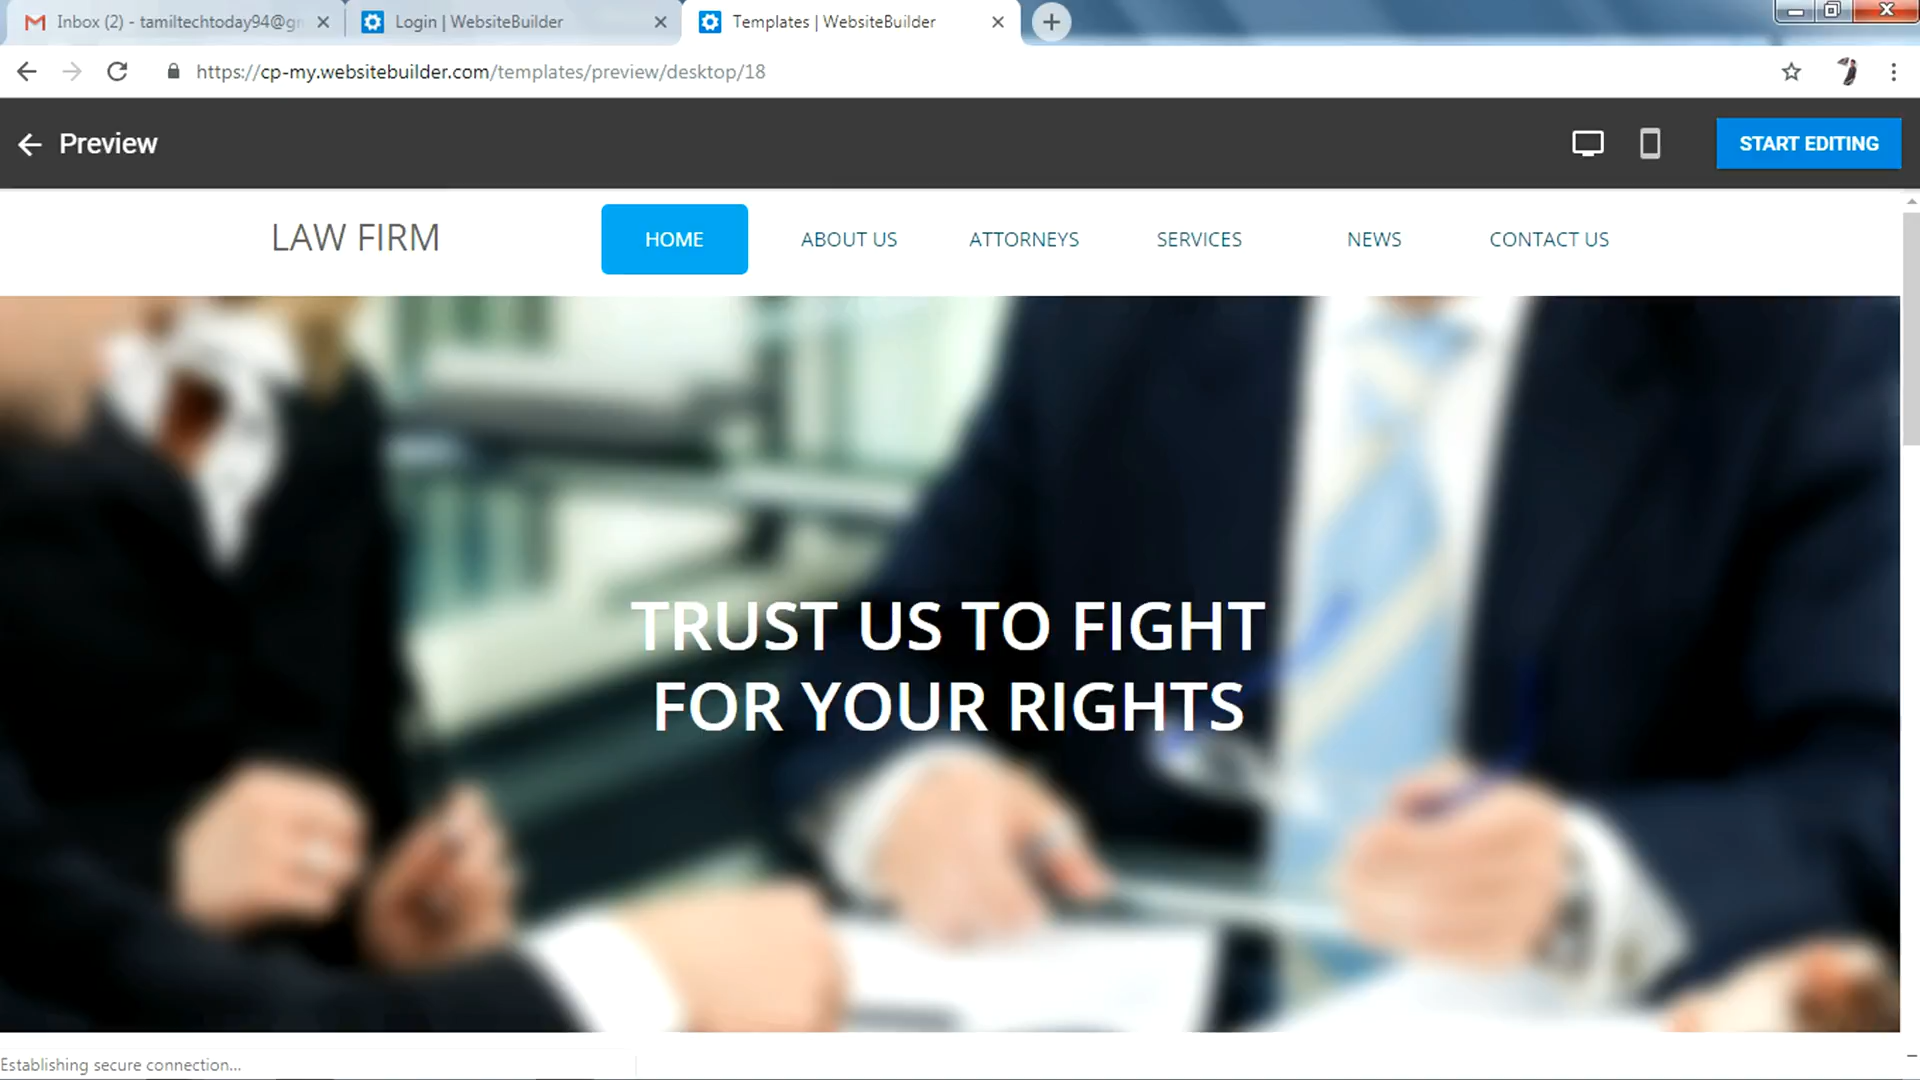 Inbox (2) - tamiltechtoday94@gm
Login | WebsiteBuilder
Templates | WebsiteBuilder
https://cp-my.websitebuilder.com/templates/preview/desktop/18
Preview
START EDITING
LAW FIRM
HOME
ABOUT US
ATTORNEYS
SERVICES
NEWS
CONTACT US
TRUST US TO FIGHT
FOR YOUR RIGHTS
Establishing secure connection...